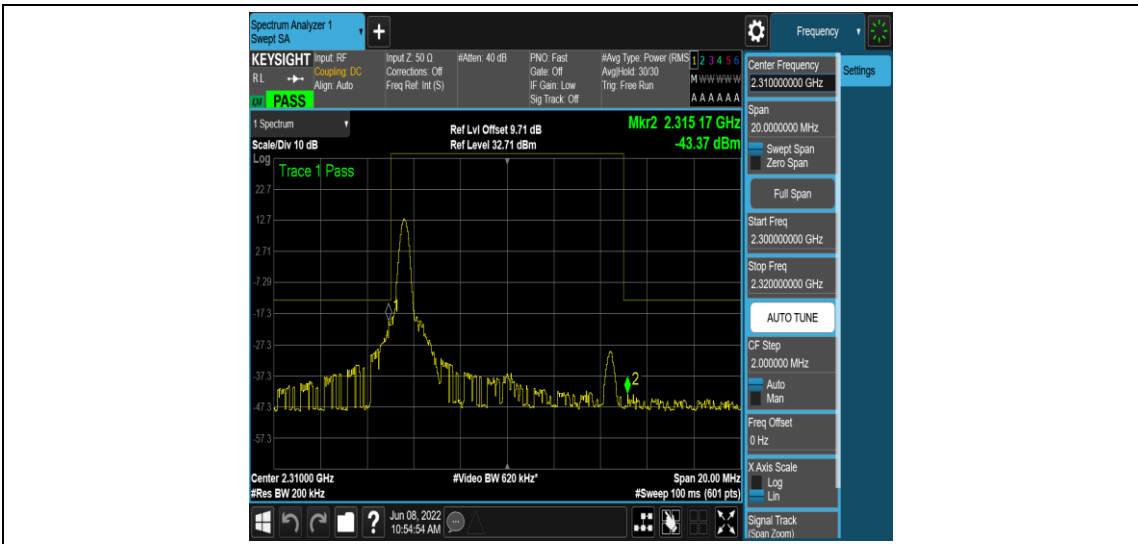 Spectrum Analyzer 1
Swept SA
+
Frequency
KEYSIGHT
RL
LXI
PASS
Input: RF
Coupling: DC
Align: Auto
Input Z: 50 Ω
Corrections: Off
Freq Ref: Int (S)
#Atten: 40 dB
PNO: Fast
Gate: Off
IF Gain: Low
Sig Track: Off
#Avg Type: Power (RMS
Avg|Hold: 30/30
Trig: Free Run
1 2 3 4 5 6
M W W W W W
A A A A A A
1 Spectrum
Scale/Div 10 dB
Ref Lvl Offset 9.71 dB
Ref Level 32.71 dBm
Mkr2 2.315 17 GHz
-43.37 dBm
Log
Trace 1 Pass
22.7
12.7
2.71
-7.29
-17.3
-27.3
-37.3
-47.3
-57.3
2
Center 2.31000 GHz
#Res BW 200 kHz
#Video BW 620 kHz*
Span 20.00 MHz
#Sweep 100 ms (601 pts)
?
Jun 08, 2022
10:54:54 AM
Center Frequency
2.310000000 GHz
Settings
Span
20.0000000 MHz
Swept Span
Zero Span
Full Span
Start Freq
2.300000000 GHz
Stop Freq
2.320000000 GHz
AUTO TUNE
CF Step
2.000000 MHz
Auto
Man
Freq Offset
0 Hz
X Axis Scale
Log
Lin
Signal Track
(Span Zoom)